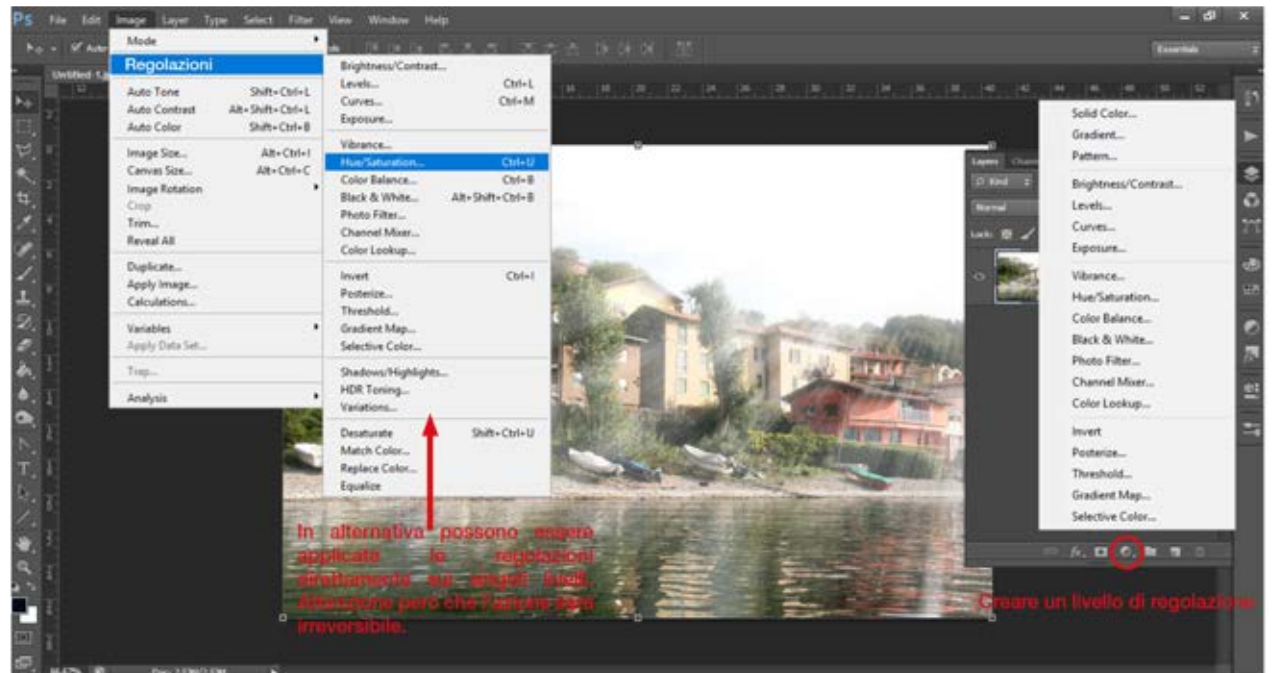 Ps File Edit Image Layer Type Select Filter View Window Help
Essentials
Mode
Regolazioni
Auto Tone Shift+Ctrl+L
Auto Contrast Alt+Shift+Ctrl+L
Auto Color Shift+Ctrl+B
Image Size... Alt+Ctrl+I
Canvas Size... Alt+Ctrl+C
Image Rotation
Crop
Trim...
Reveal All
Duplicate...
Apply Image...
Calculations...
Variables
Apply Data Set...
Trap...
Analysis
Brightness/Contrast...
Levels... Ctrl+L
Curves... Ctrl+M
Exposure...
Vibrance...
Hue/Saturation... Ctrl+U
Color Balance... Ctrl+B
Black & White... Alt+Shift+Ctrl+B
Photo Filter...
Channel Mixer...
Color Lookup...
Invert Ctrl+I
Posterize...
Threshold...
Gradient Map...
Selective Color...
Shadows/Highlights...
HDR Toning...
Variations...
Desaturate Shift+Ctrl+U
Match Color...
Replace Color...
Equalize
In alternativa possono essere
applicate le regolazioni
direttamente sui singoli livelli.
Attenzione però che l'azione sarà
irreversibile.
Layers
Kind
Normal
Lock:
Solid Color...
Gradient...
Pattern...
Brightness/Contrast...
Levels...
Curves...
Exposure...
Vibrance...
Hue/Saturation...
Color Balance...
Black & White...
Photo Filter...
Channel Mixer...
Color Lookup...
Invert
Posterize...
Threshold...
Gradient Map...
Selective Color...
fx
Creare un livello di regolazione